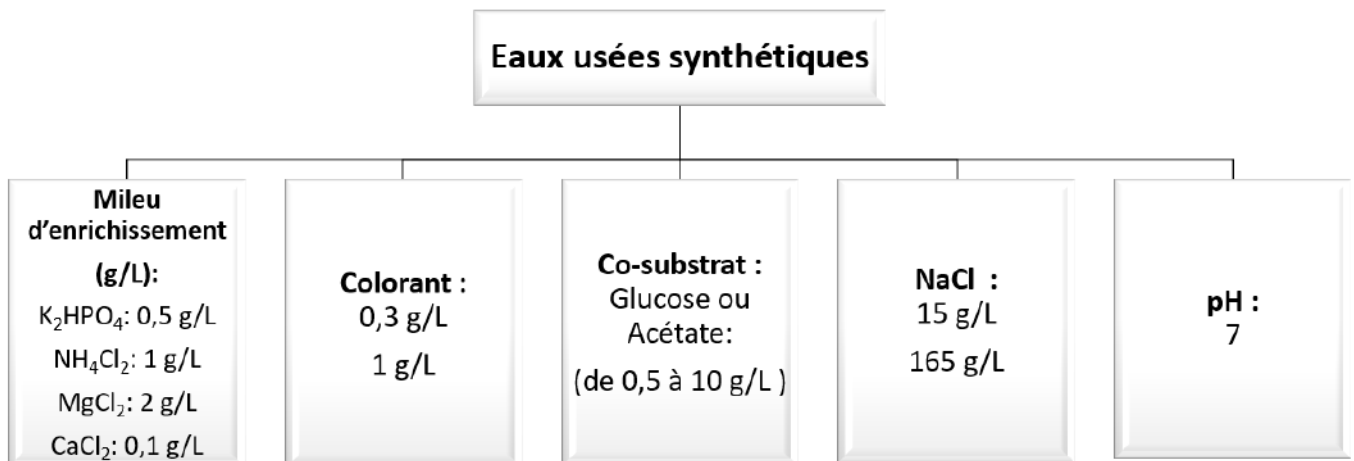 Eaux usées synthétiques
Mileu
d'enrichissement
(g/L):
K₂HPO₄: 0,5 g/L
NH₄Cl₂: 1 g/L
MgCl₂: 2 g/L
CaCl₂: 0,1 g/L
Colorant :
0,3 g/L
1 g/L
Co-substrat :
Glucose ou
Acétate:
(de 0,5 à 10 g/L )
NaCl :
15 g/L
165 g/L
pH :
7